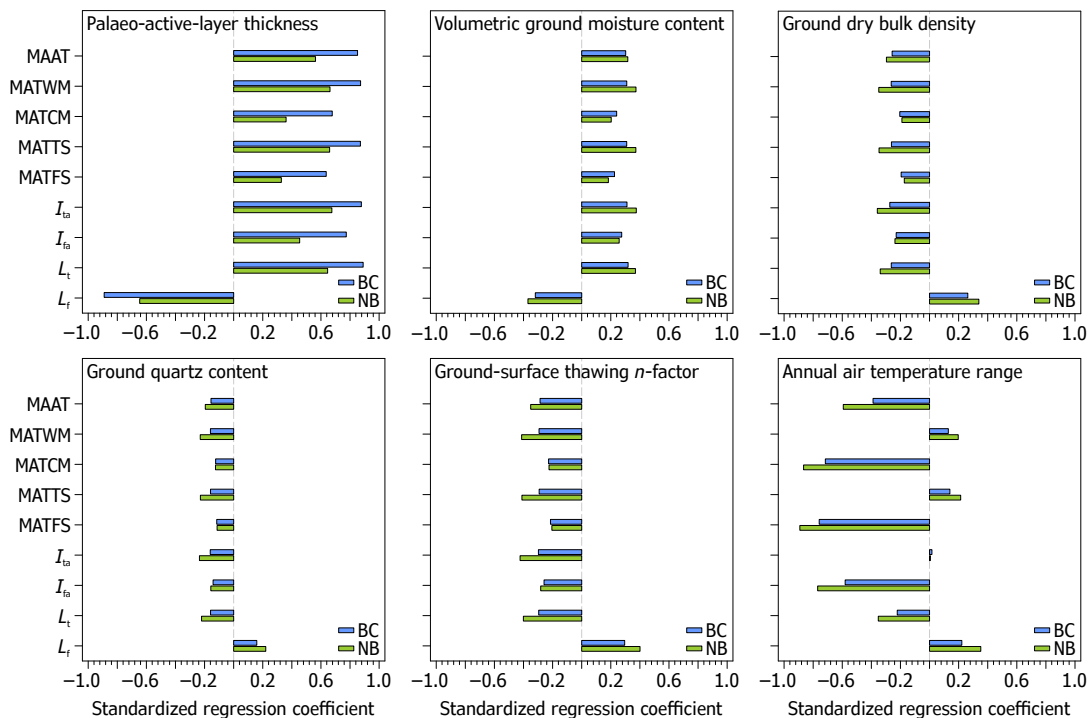 Palaeo-active-layer thickness
MAAT
MATWM
MATCM
MATTS
MATFS
Ita
Ifa
Lt
Lf
BC
NB
−1.0 −0.6 −0.2 0.2 0.6 1.0
Volumetric ground moisture content
BC
NB
−1.0 −0.6 −0.2 0.2 0.6 1.0
Ground dry bulk density
BC
NB
−1.0 −0.6 −0.2 0.2 0.6 1.0
Ground quartz content
MAAT
MATWM
MATCM
MATTS
MATFS
Ita
Ifa
Lt
Lf
BC
NB
−1.0 −0.6 −0.2 0.2 0.6 1.0
Standardized regression coefficient
Ground-surface thawing n-factor
BC
NB
−1.0 −0.6 −0.2 0.2 0.6 1.0
Standardized regression coefficient
Annual air temperature range
BC
NB
−1.0 −0.6 −0.2 0.2 0.6 1.0
Standardized regression coefficient